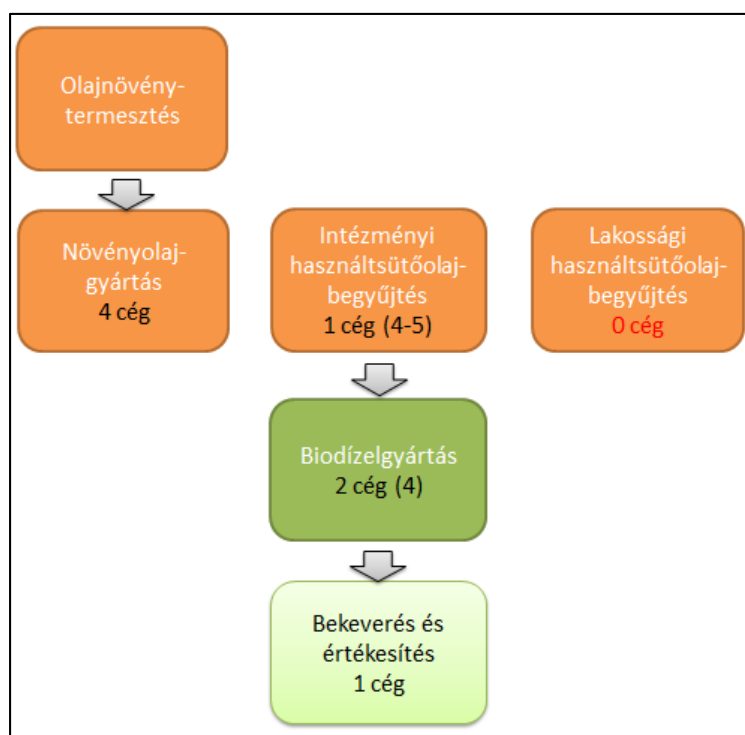 Olajnövény-
termesztés
Növényolaj-
gyártás
4 cég
Intézményi
használtsütőolaj-
begyűjtés
1 cég (4-5)
Lakossági
használtsütőolaj-
begyűjtés
0 cég
Biodízelgyártás
2 cég (4)
Bekeverés és
értékesítés
1 cég